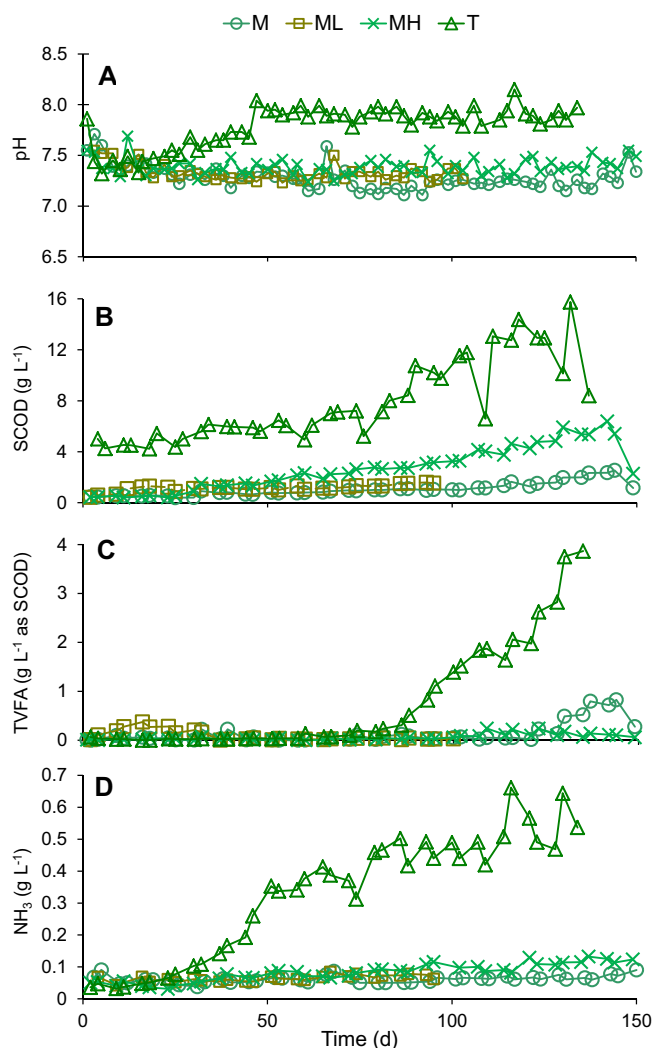 M ML MH T
A
8.5
8.0
7.5
7.0
6.5
pH
B
16
12
8
4
0
SCOD (g L-1)
C
4
3
2
1
0
TVFA (g L-1 as SCOD)
D
0.7
0.6
0.5
0.4
0.3
0.2
0.1
0
NH₃ (g L-1)
0 50 100 150
Time (d)